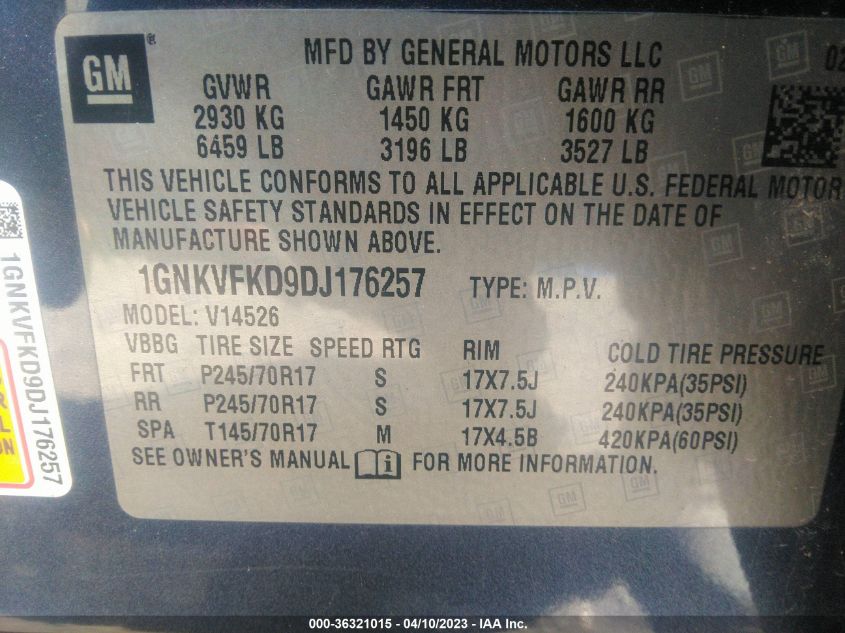 GM ®
MFD BY GENERAL MOTORS LLC
02
GVWR GAWR FRT GAWR RR
2930 KG 1450 KG 1600 KG
6459 LB 3196 LB 3527 LB
THIS VEHICLE CONFORMS TO ALL APPLICABLE U.S. FEDERAL MOTOR
VEHICLE SAFETY STANDARDS IN EFFECT ON THE DATE OF
MANUFACTURE SHOWN ABOVE.
1GNKVFKD9DJ176257 TYPE: M.P.V.
MODEL: V14526
VBBG TIRE SIZE SPEED RTG RIM COLD TIRE PRESSURE
FRT P245/70R17 S 17X7.5J 240KPA(35PSI)
RR P245/70R17 S 17X7.5J 240KPA(35PSI)
SPA T145/70R17 M 17X4.5B 420KPA(60PSI)
SEE OWNER'S MANUAL i FOR MORE INFORMATION.
1GNKVFKD9DJ176257
000-36321015 - 04/10/2023 - IAA Inc.